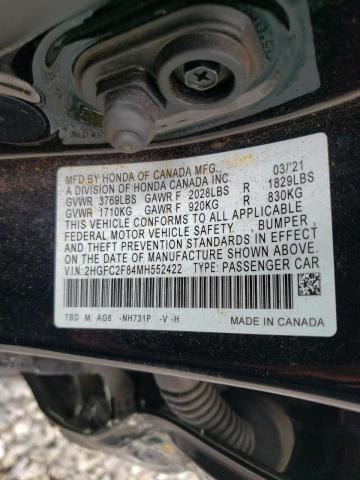 MFD.BY HONDA OF CANADA MFG., 03/'21
A DIVISION OF HONDA CANADA INC.
GVWR 3769LBS GAWR F 2028LBS R 1829LBS
GVWR 1710KG GAWR F 920KG R 830KG
THIS VEHICLE CONFORMS TO ALL APPLICABLE
FEDERAL MOTOR VEHICLE SAFETY, BUMPER
AND THEFT PREVENTION STANDARDS IN
EFFECT ON THE DATE OF MANUFACTURE SHOWN ABOVE.
V.I.N: 2HGFC2F84MH552422 TYPE: PASSENGER CAR
TBD M. AG6 -NH731P -V -H
MADE IN CANADA